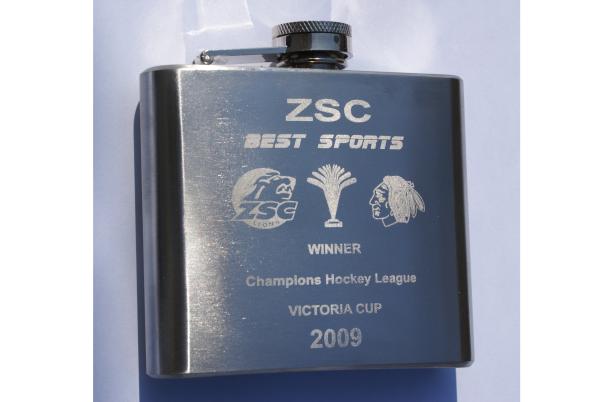 ZSC
BEST SPORTS
ZSC
LIONS
WINNER
Champions Hockey League
VICTORIA CUP
2009